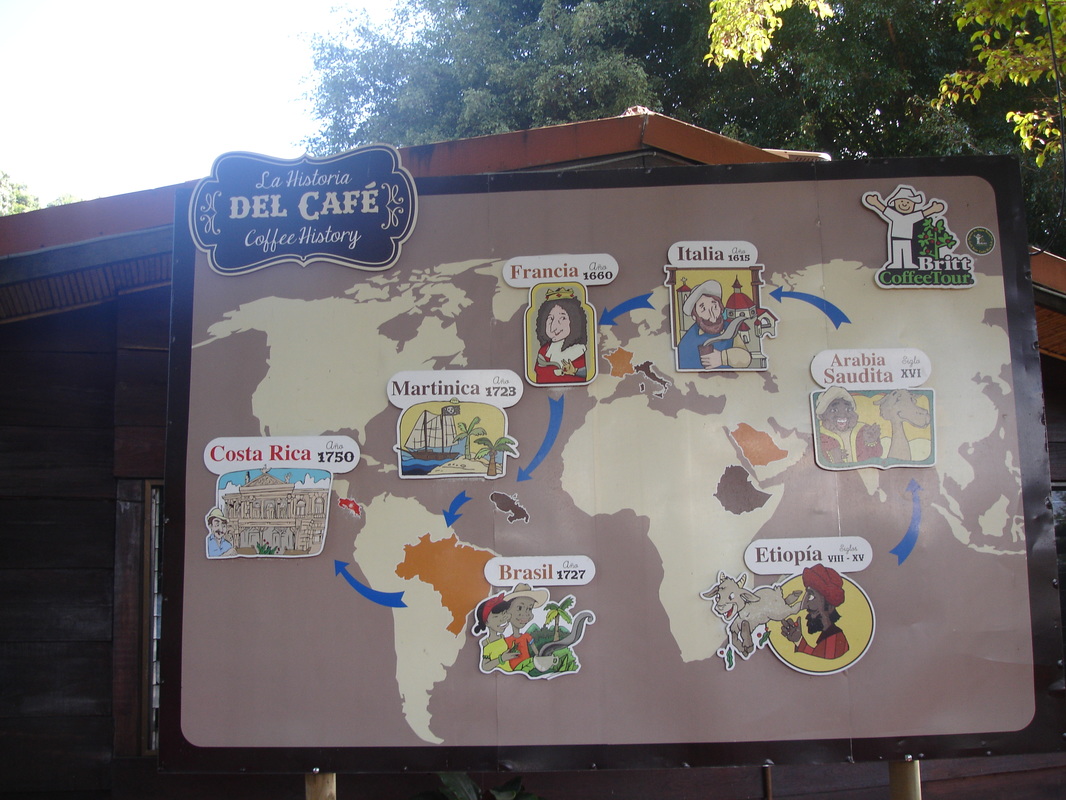 La Historia
DEL CAFÉ
Coffee History
Britt
CoffeeTour
Francia Año 1660
Italia Año 1615
Arabia Saudita Siglo XVI
Martinica Año 1723
Costa Rica Año 1750
Brasil Año 1727
Etiopía Siglos VIII - XV